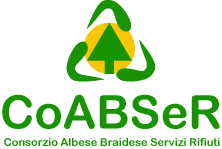 CoABSeR
Consorzio Albese Braidese Servizi Rifiuti